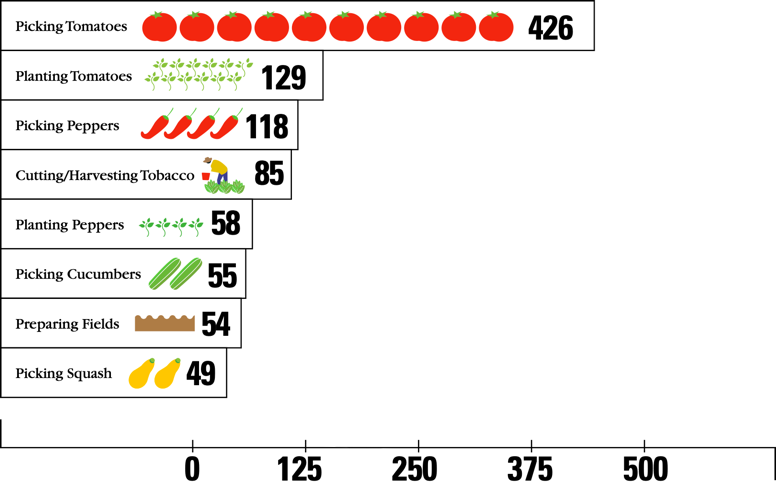 Picking Tomatoes 426
Planting Tomatoes 129
Picking Peppers 118
Cutting/Harvesting Tobacco 85
Planting Peppers 58
Picking Cucumbers 55
Preparing Fields 54
Picking Squash 49
0 125 250 375 500